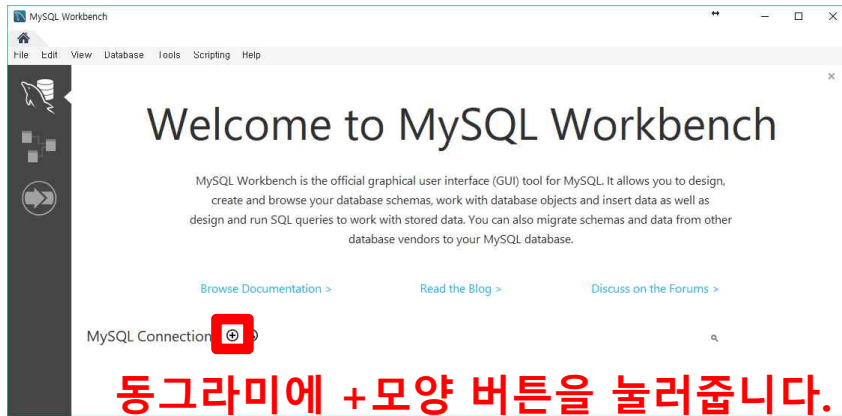 MySQL Workbench
File Edit View Database Tools Scripting Help
Welcome to MySQL Workbench
MySQL Workbench is the official graphical user interface (GUI) tool for MySQL. It allows you to design,
create and browse your database schemas, work with database objects and insert data as well as
design and run SQL queries to work with stored data. You can also migrate schemas and data from other
database vendors to your MySQL database.
Browse Documentation > Read the Blog > Discuss on the Forums >
MySQL Connection
동그라미에 +모양 버튼을 눌러줍니다.